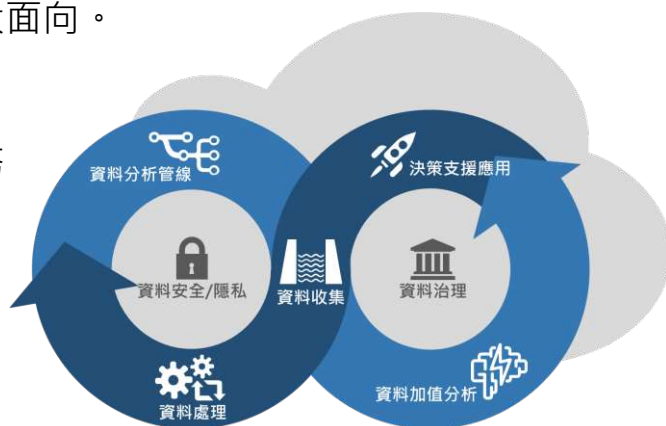 面向。
資料分析管線
決策支援應用
資料安全/隱私
資料收集
資料治理
資料處理
資料加值分析